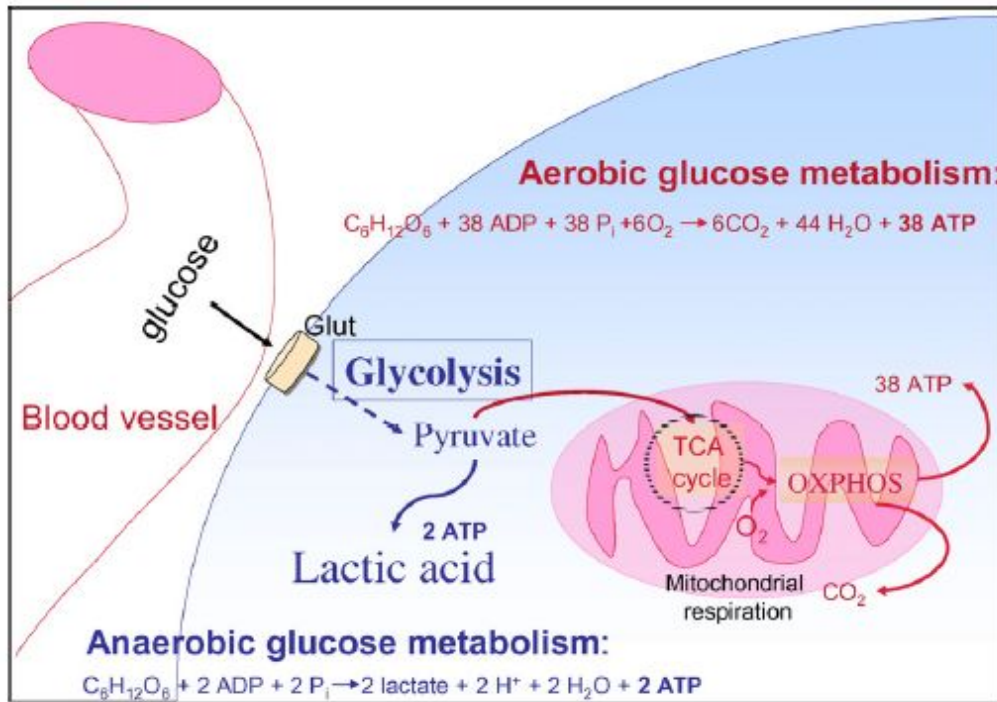 Aerobic glucose metabolism:
C₆H₁₂O₆ + 38 ADP + 38 Pᵢ +6O₂ → 6CO₂ + 44 H₂O + 38 ATP
glucose
Glut
Glycolysis
Blood vessel
Pyruvate
38 ATP
TCA
cycle
OXPHOS
O₂
2 ATP
Lactic acid
Mitochondrial
respiration
CO₂
Anaerobic glucose metabolism:
C₆H₁₂O₆ + 2 ADP + 2 Pᵢ → 2 lactate + 2 H⁺ + 2 H₂O + 2 ATP